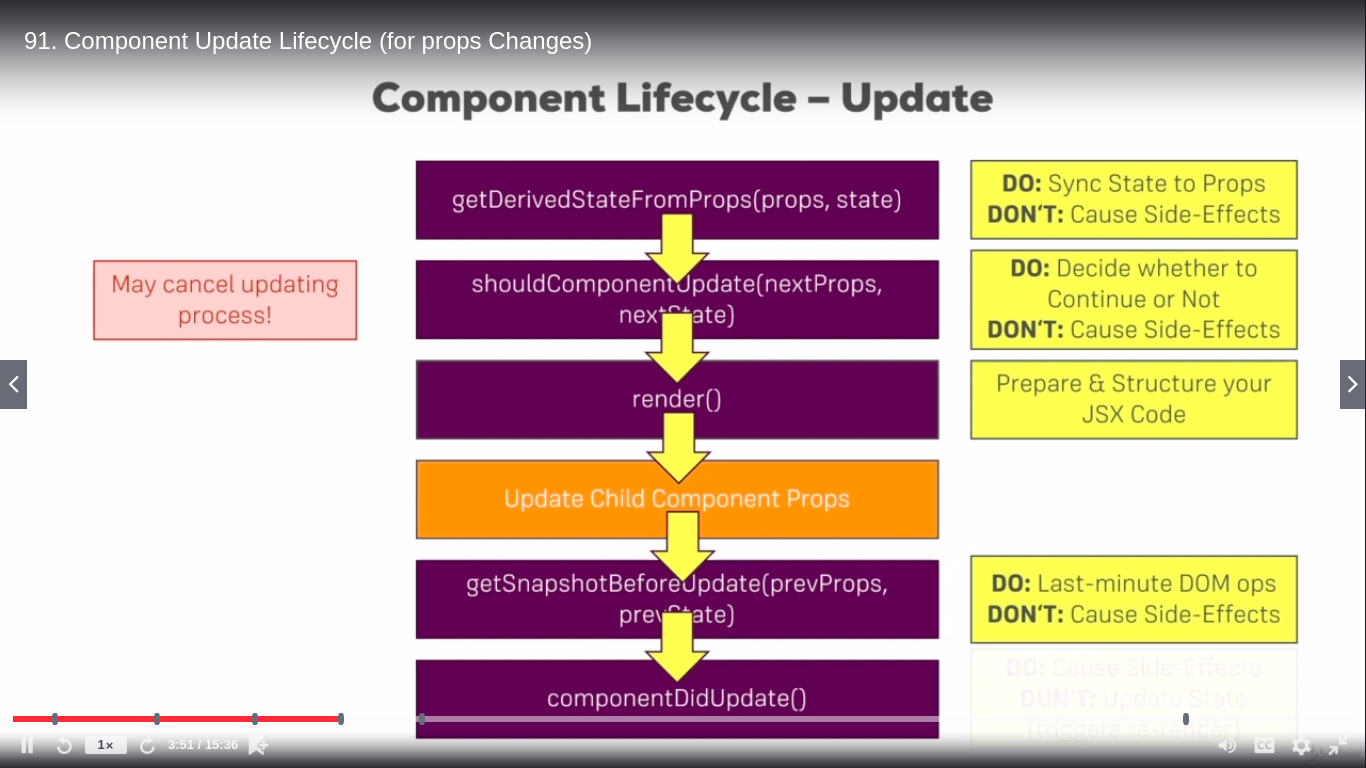 91. Component Update Lifecycle (for props Changes)
Component Lifecycle – Update
getDerivedStateFromProps(props, state)
DO: Sync State to Props
DON'T: Cause Side-Effects
May cancel updating
process!
shouldComponentUpdate(nextProps,
nextState)
DO: Decide whether to
Continue or Not
DON'T: Cause Side-Effects
render()
Prepare & Structure your
JSX Code
Update Child Component Props
getSnapshotBeforeUpdate(prevProps,
prevState)
DO: Last-minute DOM ops
DON'T: Cause Side-Effects
componentDidUpdate()
DO: Cause Side-Effects
DON'T: Update State
(triggers re-render)
1×
3:51 / 15:36
CC